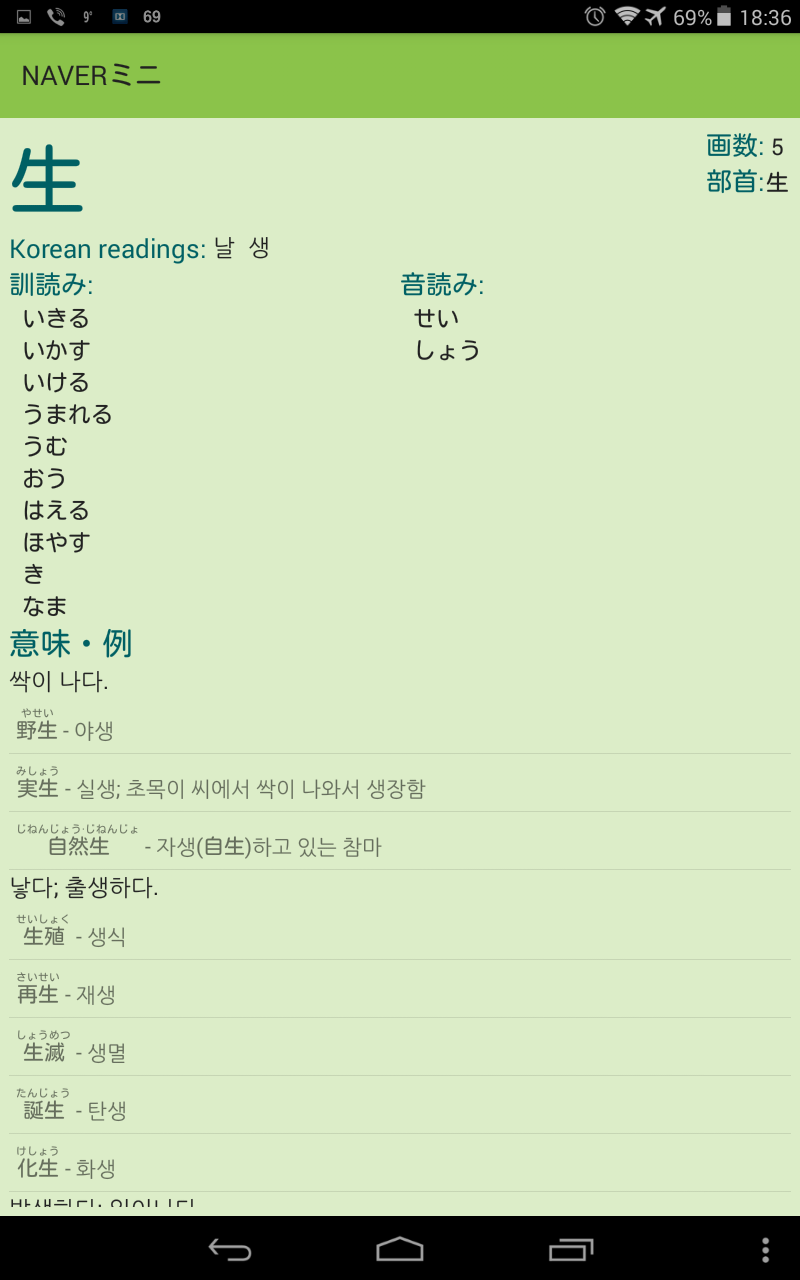 9° 69 69% 18:36
NAVERミニ
生
画数: 5
部首:生
Korean readings: 날 생
訓読み:
いきる
いかす
いける
うまれる
うむ
おう
はえる
ほやす
き
なま
音読み:
せい
しょう
意味・例
싹이 나다.
やせい
野生 - 야생
みしょう
実生 - 실생; 초목이 씨에서 싹이 나와서 생장함
じねんじょう·じねんじょ
自然生 - 자생(自生)하고 있는 참마
낳다; 출생하다.
せいしょく
生殖 - 생식
さいせい
再生 - 재생
しょうめつ
生滅 - 생멸
たんじょう
誕生 - 탄생
けしょう
化生 - 화생